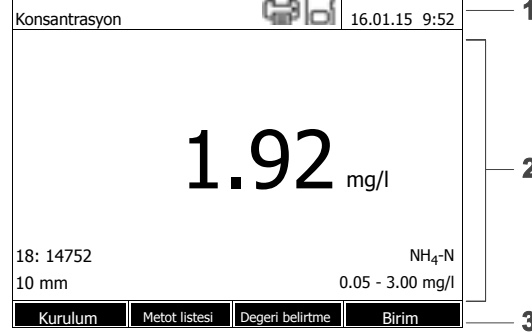 Konsantrasyon 16.01.15 9:52 1
2
1.92 mg/l
18: 14752 NH₄-N
10 mm 0.05 - 3.00 mg/l
Kurulum Metot listesi Degeri belirtme Birim 3